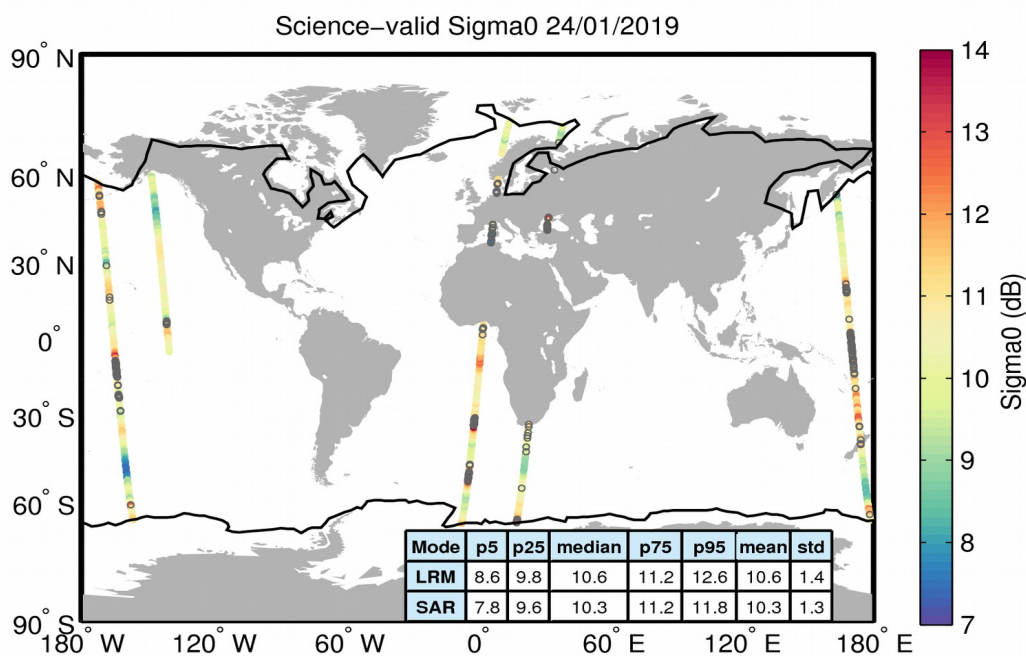 Science−valid Sigma0 24/01/2019
90° N
60° N
30° N
0°
30° S
60° S
90° S
180° W
120° W
60° W
0°
60° E
120° E
180° E
14
13
12
11
10
9
8
7
Sigma0 (dB)
Mode p5 p25 median p75 p95 mean std
LRM 8.6 9.8 10.6 11.2 12.6 10.6 1.4
SAR 7.8 9.6 10.3 11.2 11.8 10.3 1.3